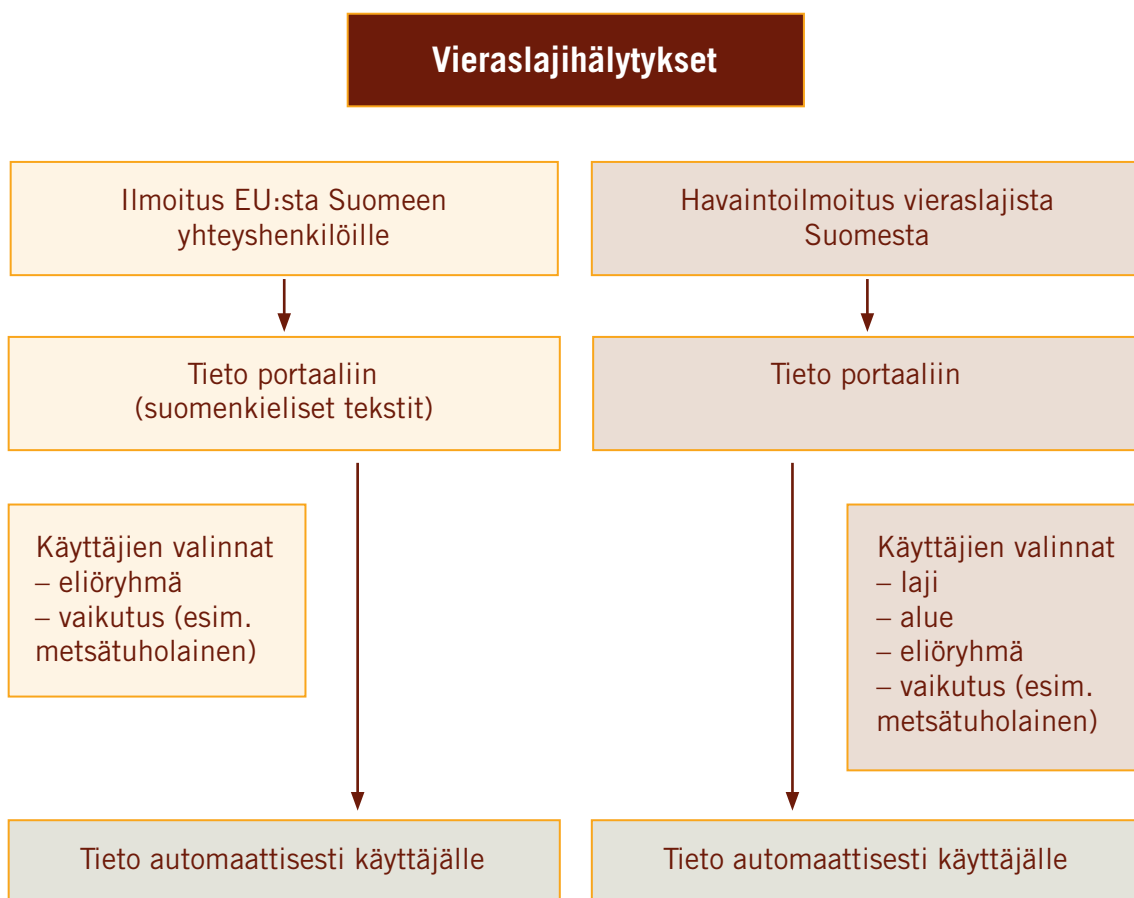 Vieraslajihälytykset
Ilmoitus EU:sta Suomeen
yhteyshenkilöille
Tieto portaaliin
(suomenkieliset tekstit)
Käyttäjien valinnat
– eliöryhmä
– vaikutus (esim.
metsätuholainen)
Tieto automaattisesti käyttäjälle
Havaintoilmoitus vieraslajista
Suomesta
Tieto portaaliin
Käyttäjien valinnat
– laji
– alue
– eliöryhmä
– vaikutus (esim.
metsätuholainen)
Tieto automaattisesti käyttäjälle